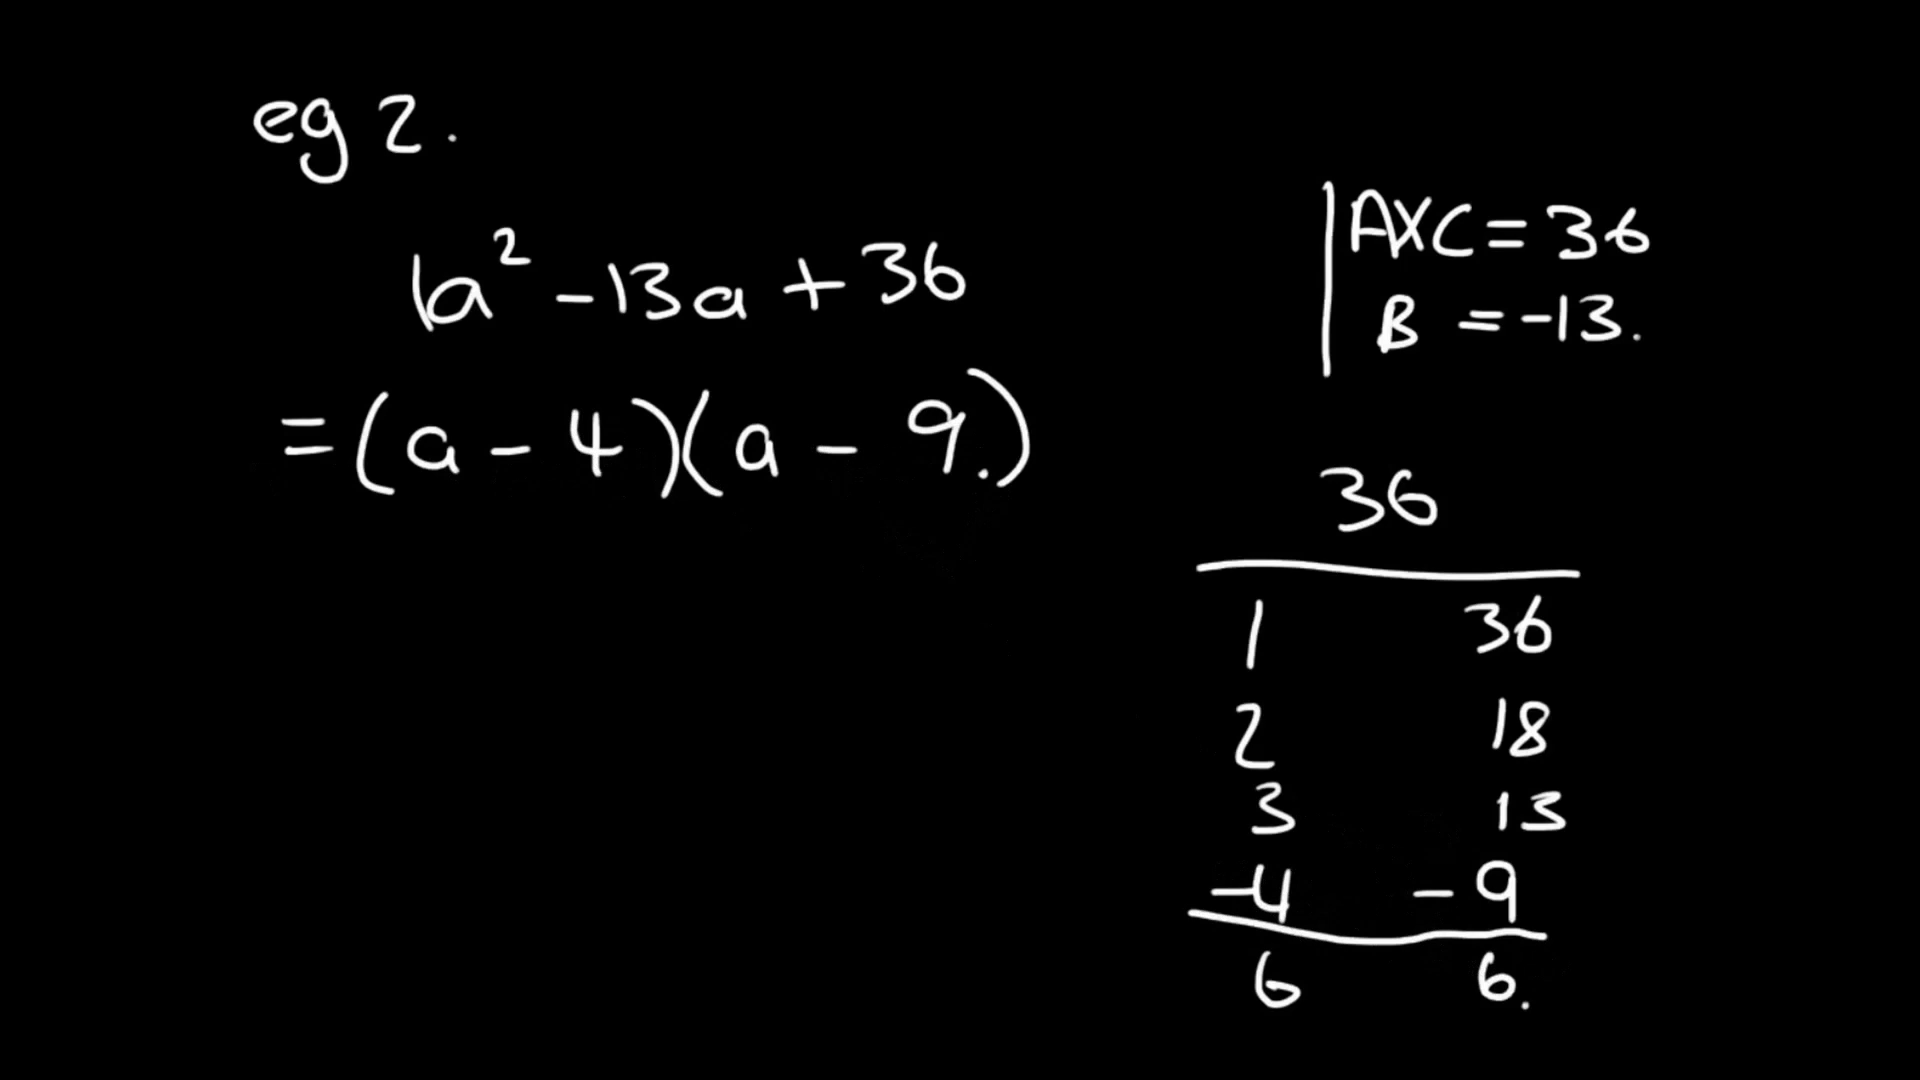 eg 2.
1a² - 13a + 36
= (a - 4)(a - 9.)
AXC = 36
B = -13.
36
1 36
2 18
3 13
-4 -9
6 6.